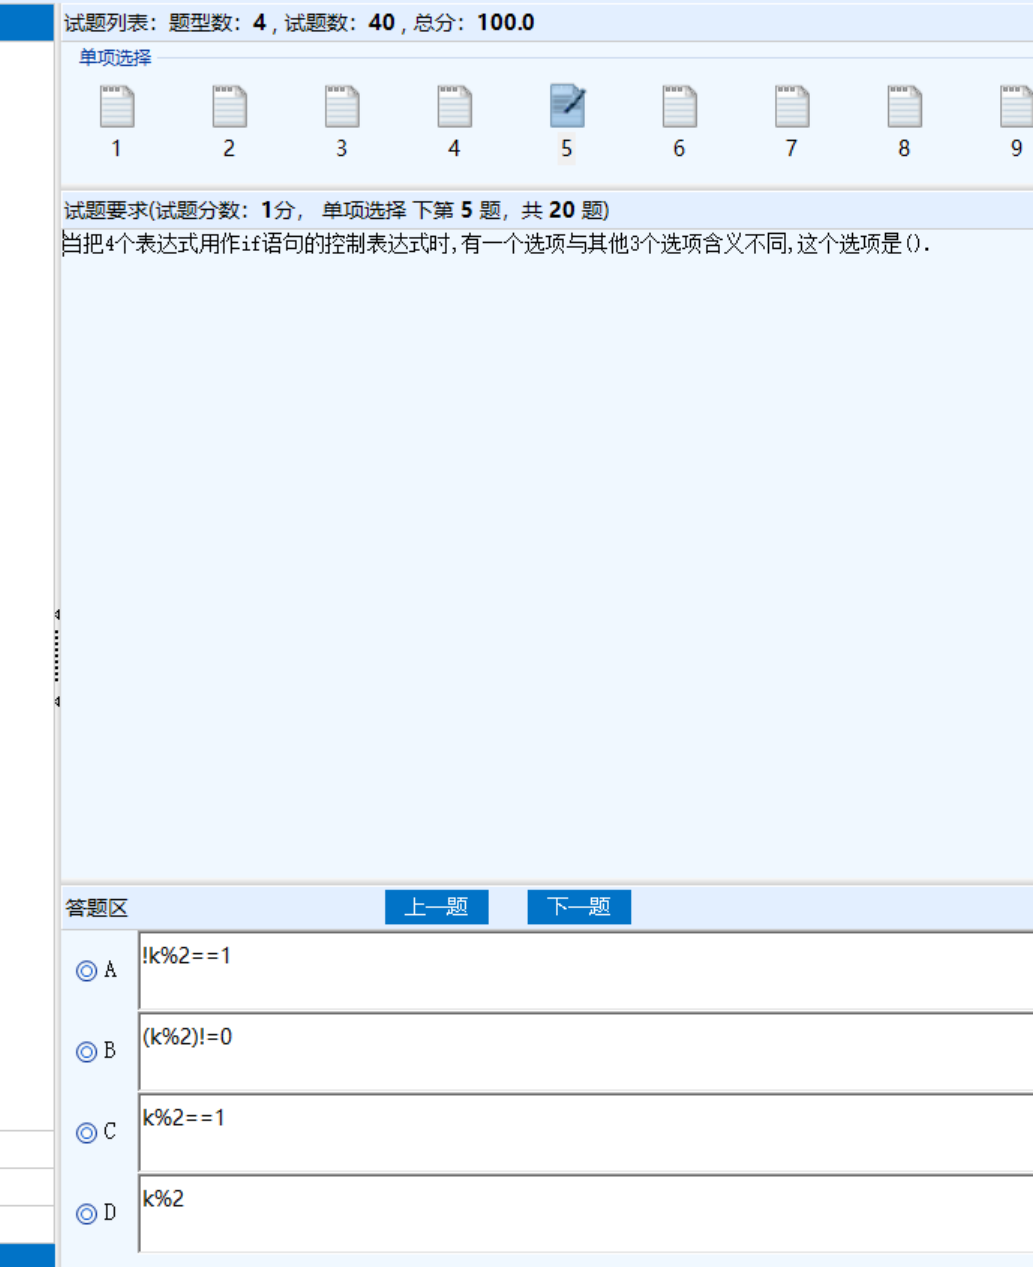 试题列表：题型数：4 , 试题数：40 , 总分：100.0
单项选择
1 2 3 4 5 6 7 8 9
试题要求(试题分数：1分， 单项选择 下第 5 题，共 20 题)
当把4个表达式用作if语句的控制表达式时,有一个选项与其他3个选项含义不同,这个选项是().
答题区 上一题 下一题
A !k%2==1
B (k%2)!=0
C k%2==1
D k%2